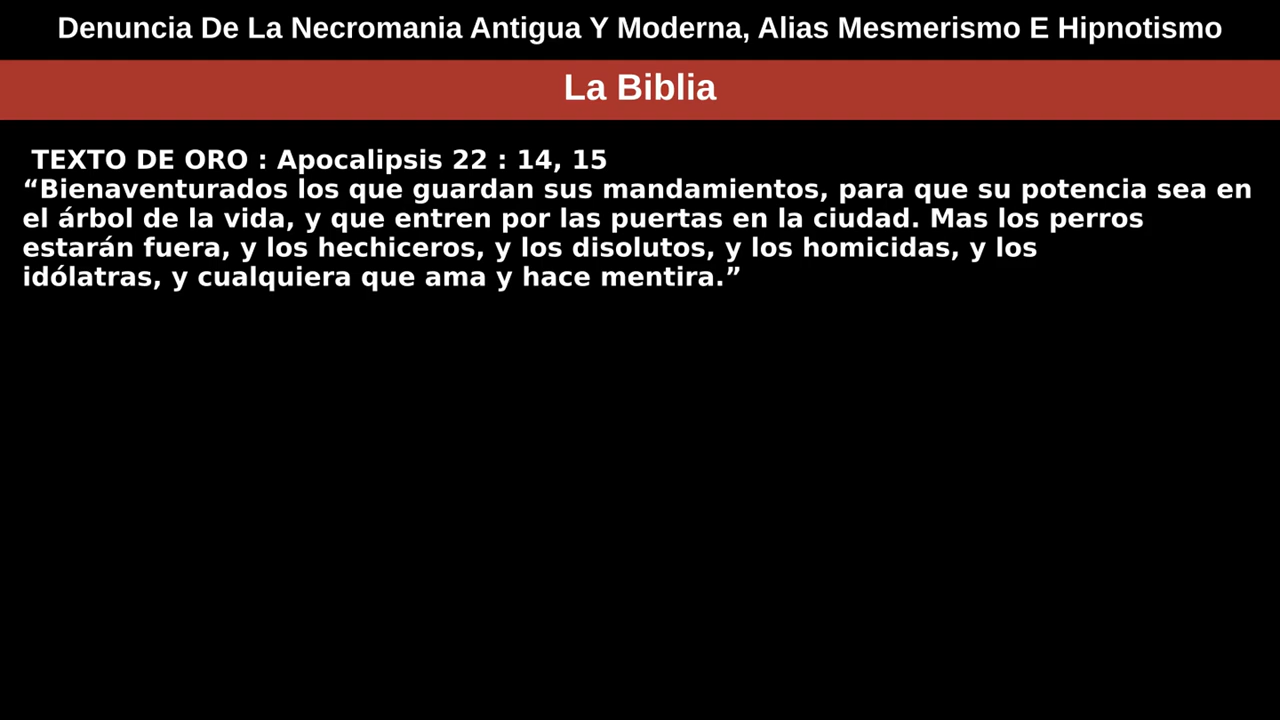 Denuncia De La Necromania Antigua Y Moderna, Alias Mesmerismo E Hipnotismo
La Biblia
TEXTO DE ORO : Apocalipsis 22 : 14, 15
“Bienaventurados los que guardan sus mandamientos, para que su potencia sea en
el árbol de la vida, y que entren por las puertas en la ciudad. Mas los perros
estarán fuera, y los hechiceros, y los disolutos, y los homicidas, y los
idólatras, y cualquiera que ama y hace mentira.”